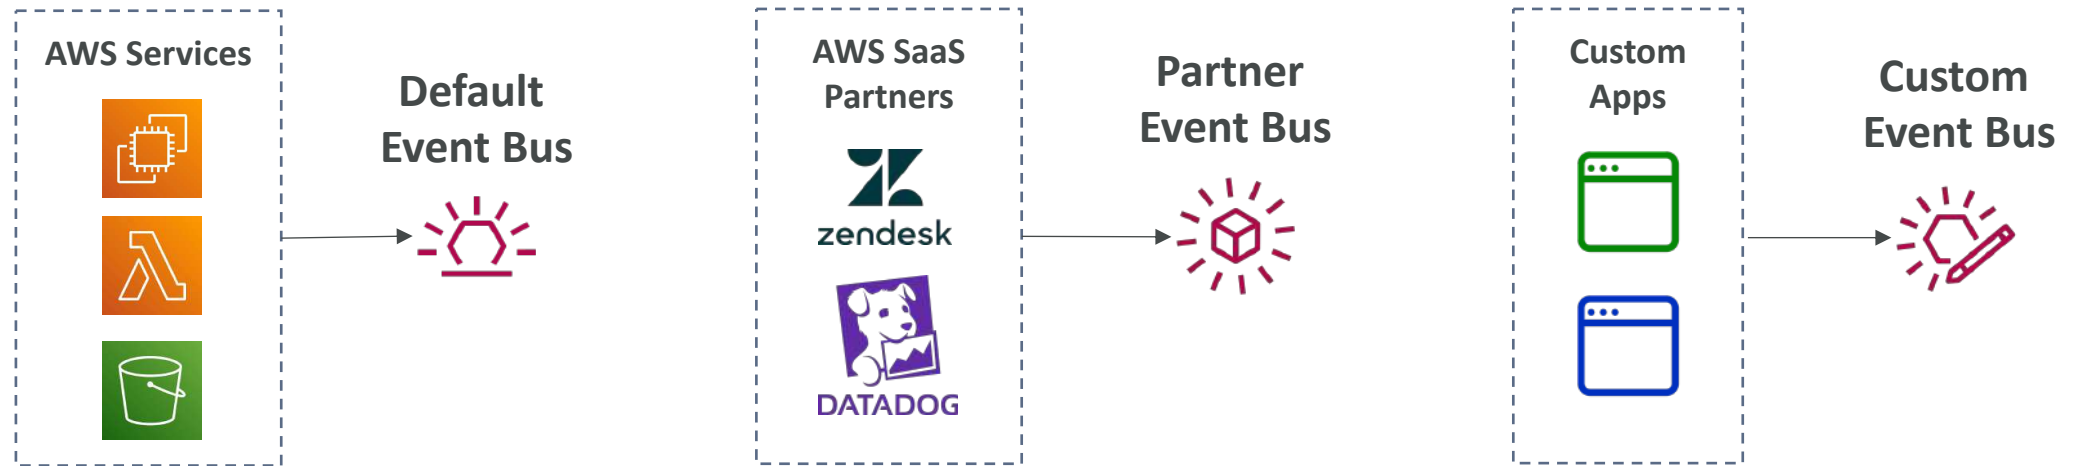 AWS Services
Default
Event Bus
AWS SaaS
Partners
zendesk
DATADOG
Partner
Event Bus
Custom
Apps
Custom
Event Bus